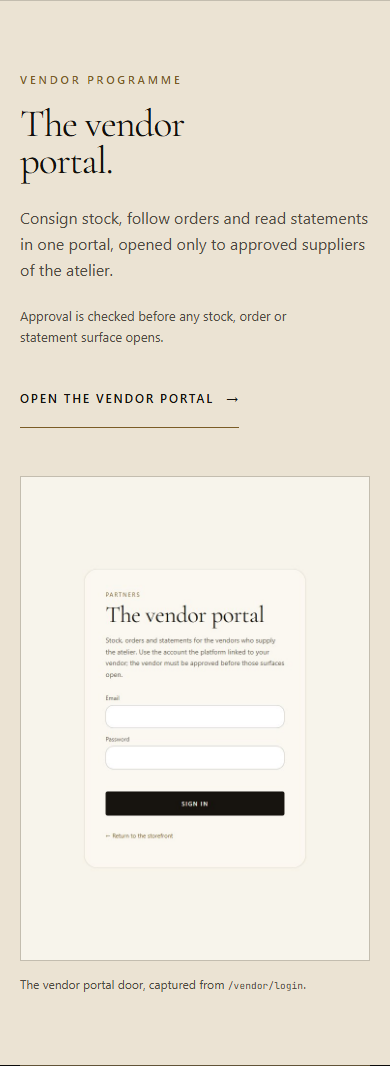 VENDOR PROGRAMME
The vendor
portal.
Consign stock, follow orders and read statements
in one portal, opened only to approved suppliers
of the atelier.
Approval is checked before any stock, order or
statement surface opens.
OPEN THE VENDOR PORTAL →
PARTNERS
The vendor portal
Stock, orders and statements for the vendors who supply
the atelier. Use the account the platform linked to your
vendor; the vendor must be approved before those surfaces
open.
Email
Password
SIGN IN
← Return to the storefront
The vendor portal door, captured from /vendor/login.